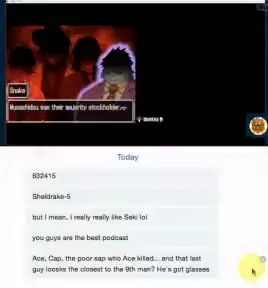 Snake
Musashidou was their majority stockholder,
Today
632415
Sheldrake-5
but I mean, I really really like Seki lol
you guys are the best podcast
Ace, Cap, the poor sap who Ace killed... and that last
guy loosks the closest to the 9th man? He's got glasses